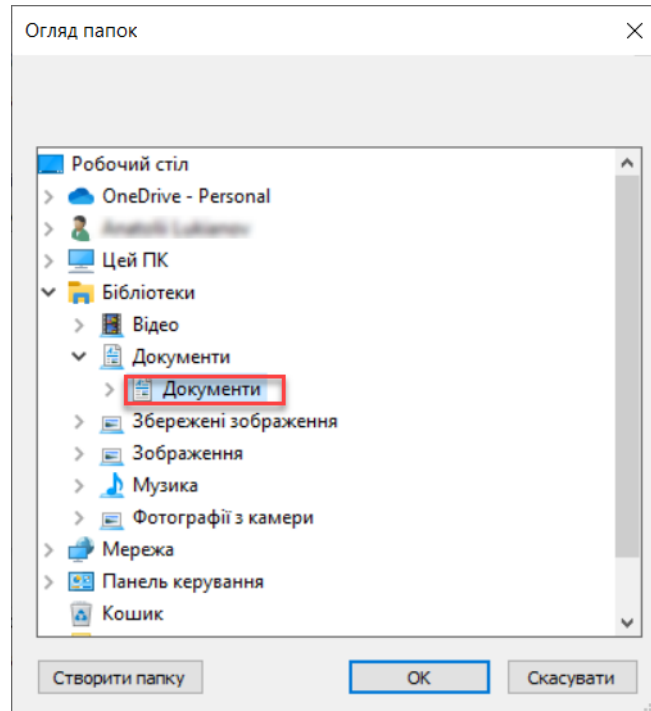 Огляд папок
Робочий стіл
OneDrive - Personal
Цей ПК
Бібліотеки
Відео
Документи
Документи
Збережені зображення
Зображення
Музика
Фотографії з камери
Мережа
Панель керування
Кошик
Створити папку
OK
Скасувати